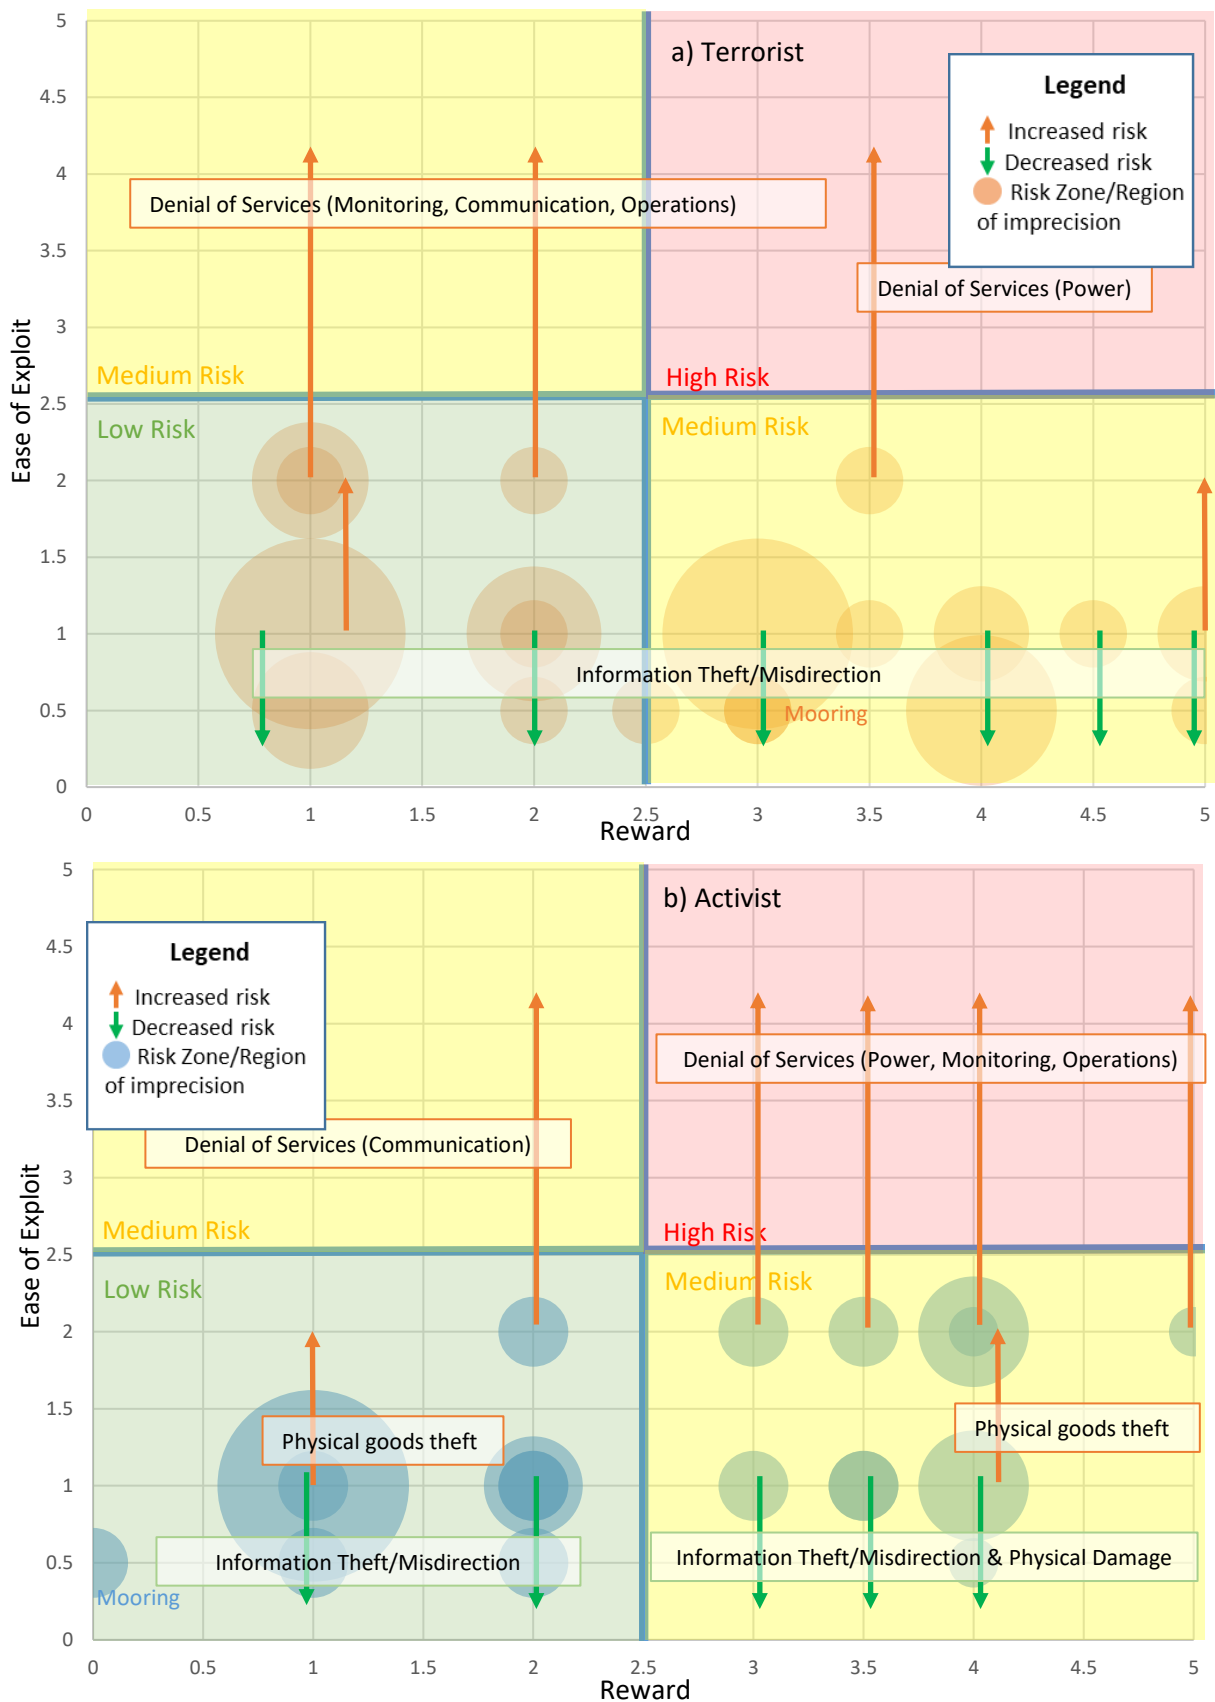 a) Terrorist
Legend
Increased risk
Decreased risk
Risk Zone/Region
of imprecision
Denial of Services (Monitoring, Communication, Operations)
Denial of Services (Power)
Medium Risk
High Risk
Low Risk
Medium Risk
Information Theft/Misdirection
Mooring
Ease of Exploit
5
4.5
4
3.5
3
2.5
2
1.5
1
0.5
0
0 0.5 1 1.5 2 2.5 3 3.5 4 4.5 5
Reward
b) Activist
Legend
Increased risk
Decreased risk
Risk Zone/Region
of imprecision
Denial of Services (Power, Monitoring, Operations)
Denial of Services (Communication)
Medium Risk
High Risk
Low Risk
Medium Risk
Physical goods theft
Physical goods theft
Information Theft/Misdirection
Information Theft/Misdirection & Physical Damage
Mooring
Ease of Exploit
5
4.5
4
3.5
3
2.5
2
1.5
1
0.5
0
0 0.5 1 1.5 2 2.5 3 3.5 4 4.5 5
Reward